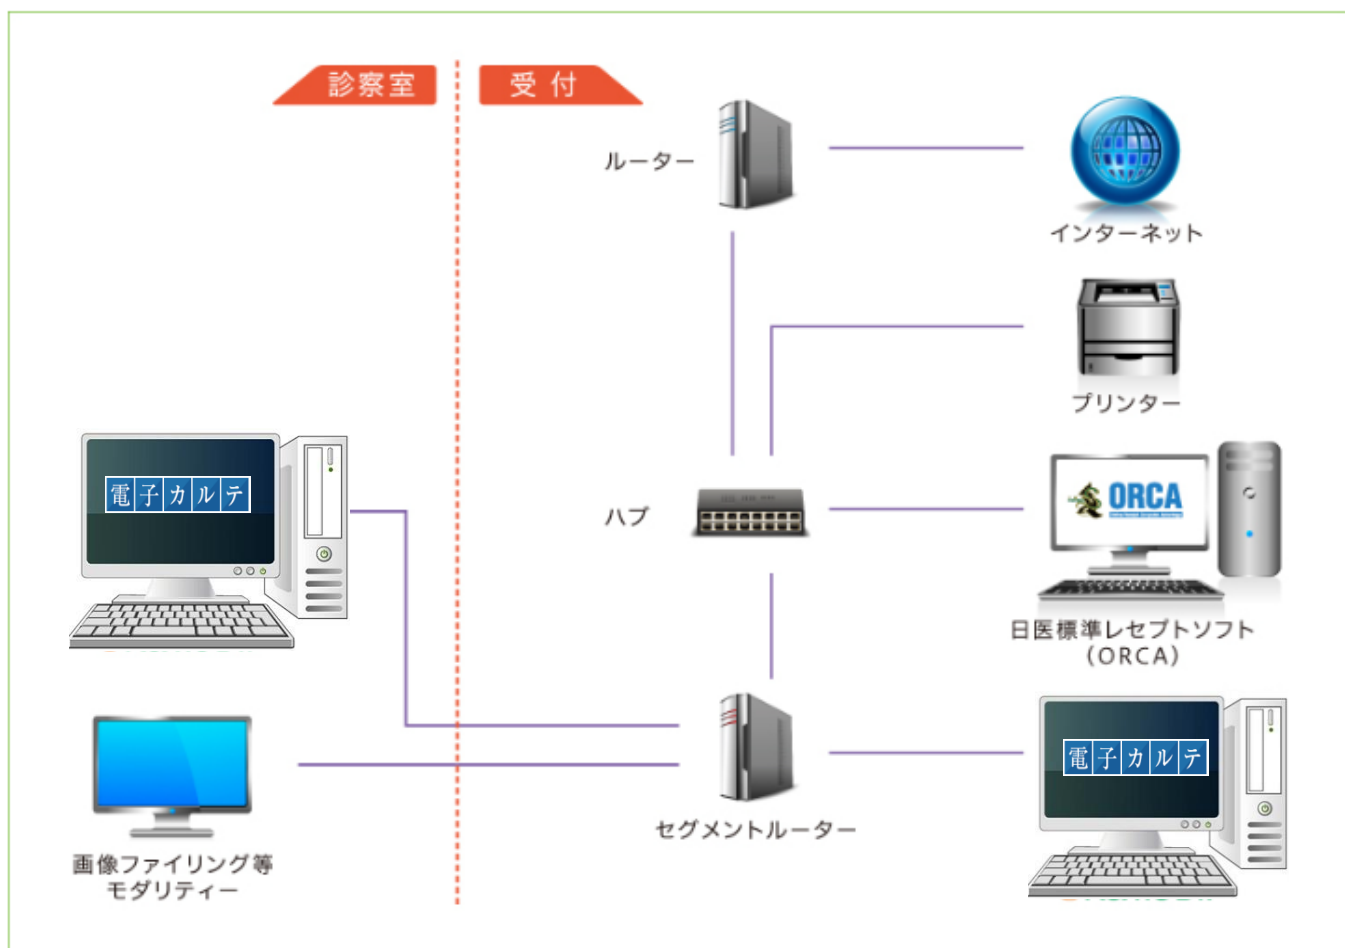 診察室
受付
ルーター
インターネット
プリンター
電子カルテ
ハブ
ORCA
日医標準レセプトソフト
(ORCA)
セグメントルーター
電子カルテ
画像ファイリング等
モダリティー